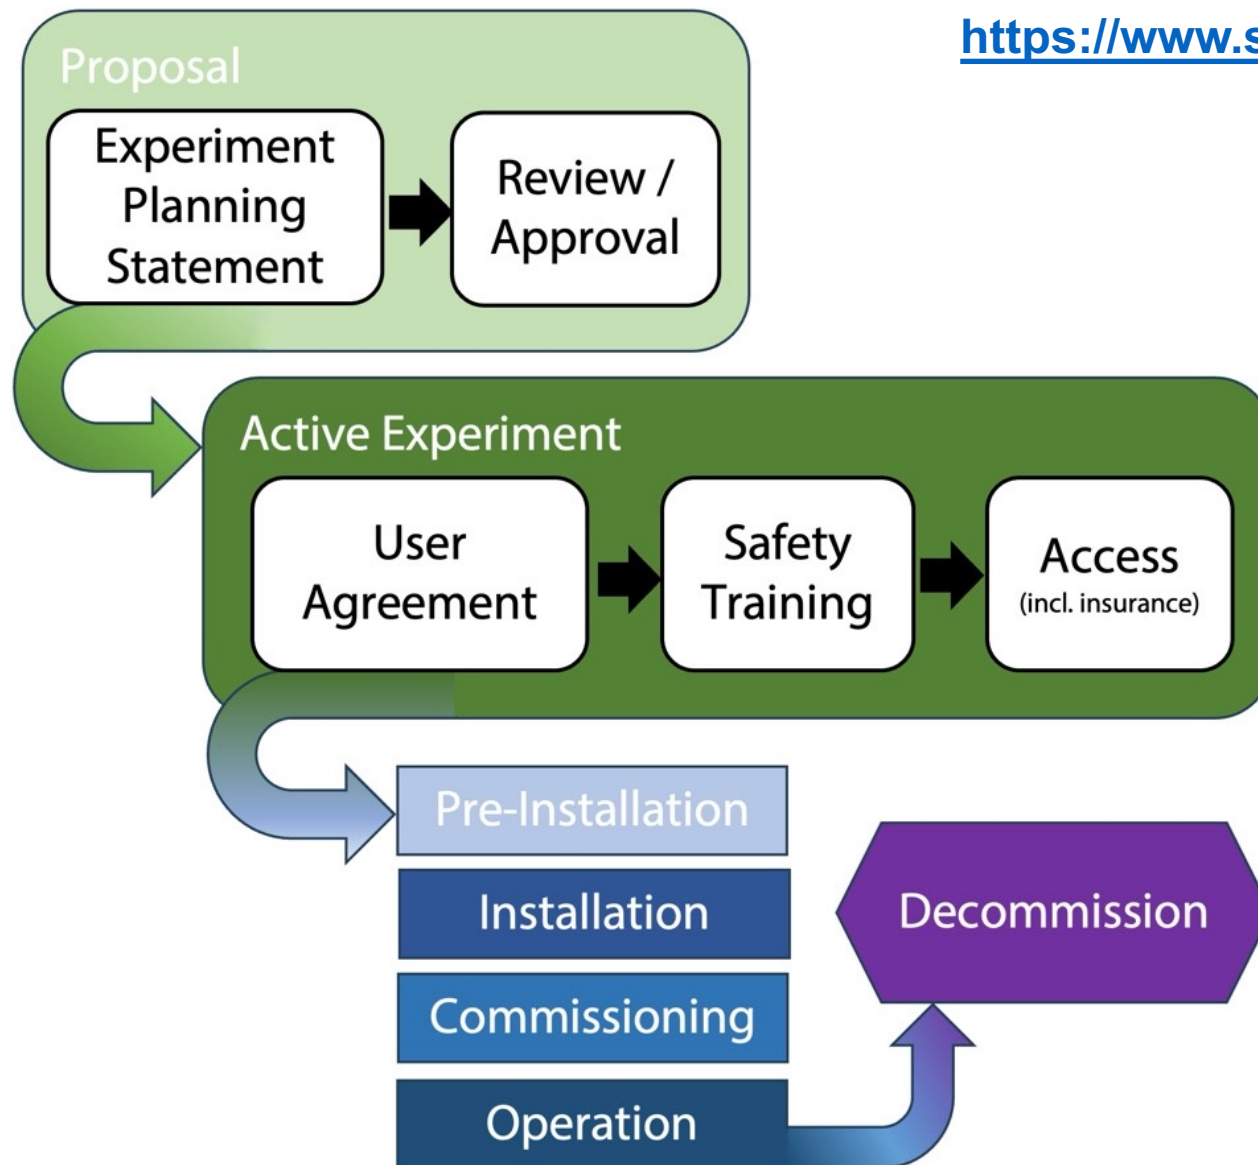 https://www.s
Proposal
Experiment
Planning
Statement
Review /
Approval
Active Experiment
User
Agreement
Safety
Training
Access
(incl. insurance)
Pre-Installation
Installation
Commissioning
Operation
Decommission